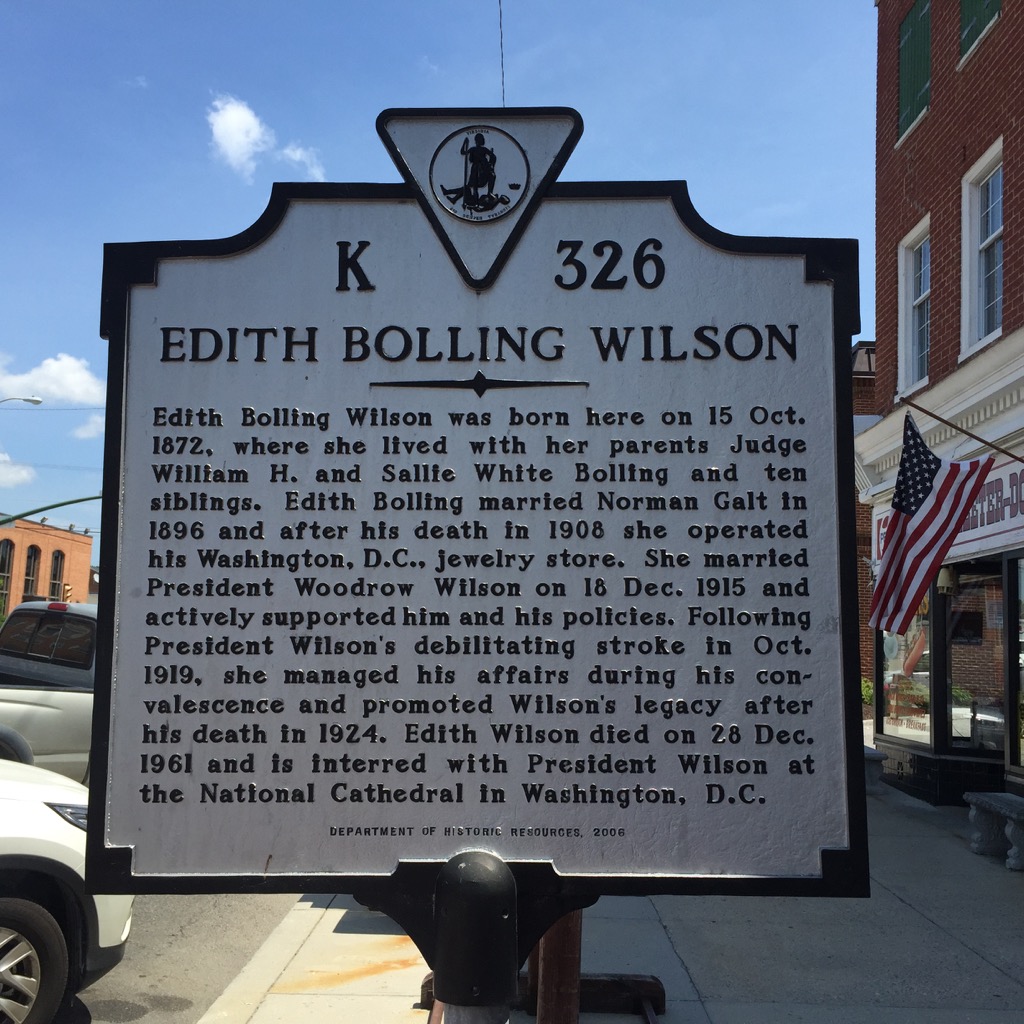 VIRGINIA
SIC SEMPER TYRANNIS
K 326
EDITH BOLLING WILSON
Edith Bolling Wilson was born here on 15 Oct.
1872, where she lived with her parents Judge
William H. and Sallie White Bolling and ten
siblings. Edith Bolling married Norman Galt in
1896 and after his death in 1908 she operated
his Washington, D.C., jewelry store. She married
President Woodrow Wilson on 18 Dec. 1915 and
actively supported him and his policies. Following
President Wilson's debilitating stroke in Oct.
1919, she managed his affairs during his con-
valescence and promoted Wilson's legacy after
his death in 1924. Edith Wilson died on 28 Dec.
1961 and is interred with President Wilson at
the National Cathedral in Washington, D.C.
DEPARTMENT OF HISTORIC RESOURCES, 2006